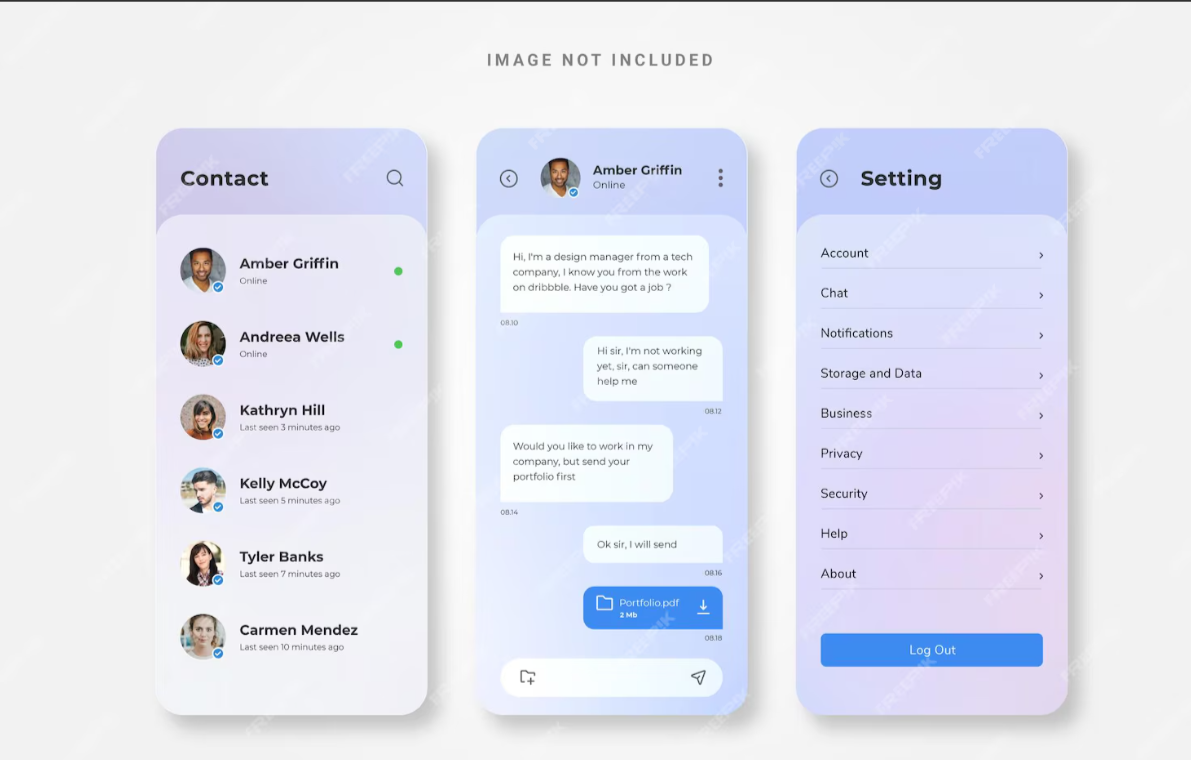 IMAGE NOT INCLUDED
Contact
Amber Griffin
Online
Andreea Wells
Online
Kathryn Hill
Last seen 3 minutes ago
Kelly McCoy
Last seen 5 minutes ago
Tyler Banks
Last seen 7 minutes ago
Carmen Mendez
Last seen 10 minutes ago
Amber Griffin
Online
Hi, I'm a design manager from a tech
company, I know you from the work
on dribbble. Have you got a job ?
08.10
Hi sir, I'm not working
yet, sir, can someone
help me
08.12
Would you like to work in my
company, but send your
portfolio first
08.14
Ok sir, I will send
08.16
Portfolio.pdf
2 Mb
08.18
Setting
Account
Chat
Notifications
Storage and Data
Business
Privacy
Security
Help
About
Log Out
FREEPIK